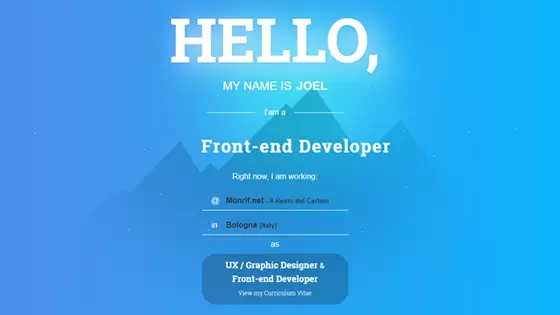 HELLO,
MY NAME IS JOEL
I'am a
Front-end Developer
Right now, I am working:
@ Monrif.net - Il Resto del Carlino
in Bologna (Italy)
as
UX / Graphic Designer &
Front-end Developer
View my Curriculum Vitae